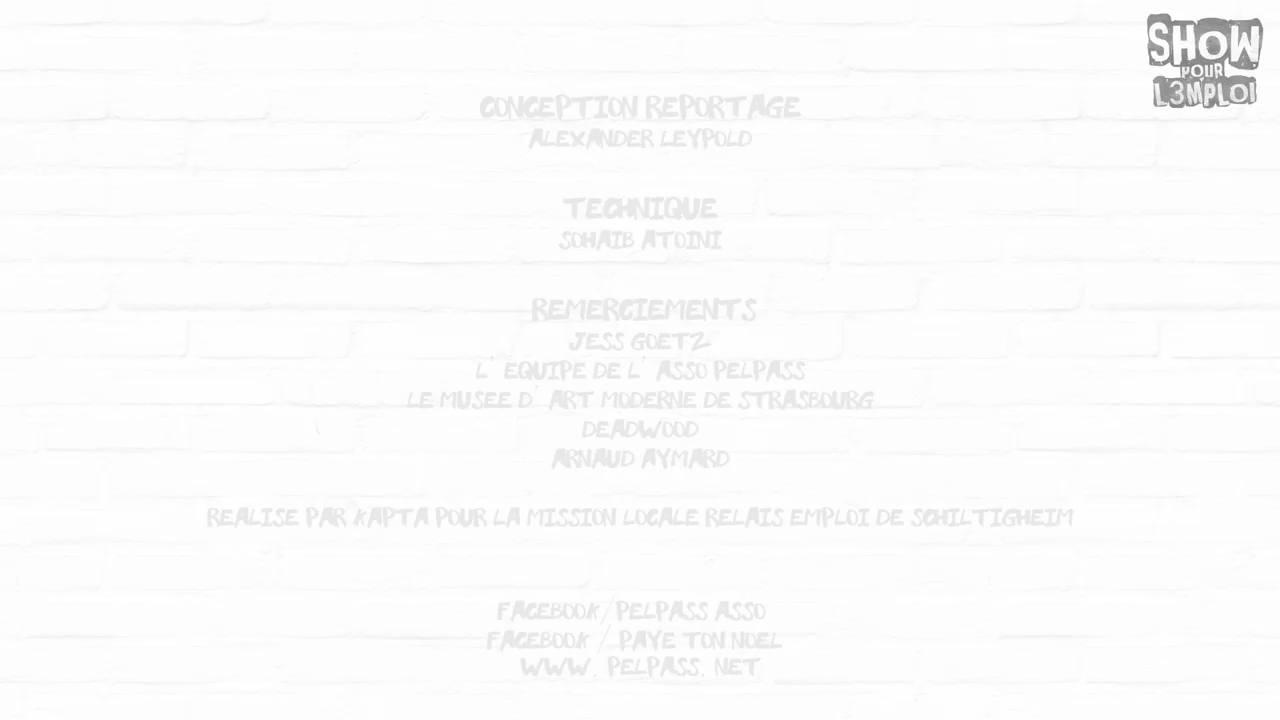 SHOW
POUR
L3MPLOI
CONCEPTION REPORTAGE
ALEXANDER LEYPOLD
TECHNIQUE
SOHAIB ATOINI
REMERCIEMENTS
JESS GOETZ
L' EQUIPE DE L' ASSO PELPASS
LE MUSEE D' ART MODERNE DE STRASBOURG
DEADWOOD
ARNAUD AYMARD
REALISE PAR KAPTA POUR LA MISSION LOCALE RELAIS EMPLOI DE SCHILTIGHEIM
FACEBOOK/PELPASS ASSO
FACEBOOK / PAYE TON NOEL
WWW. PELPASS. NET